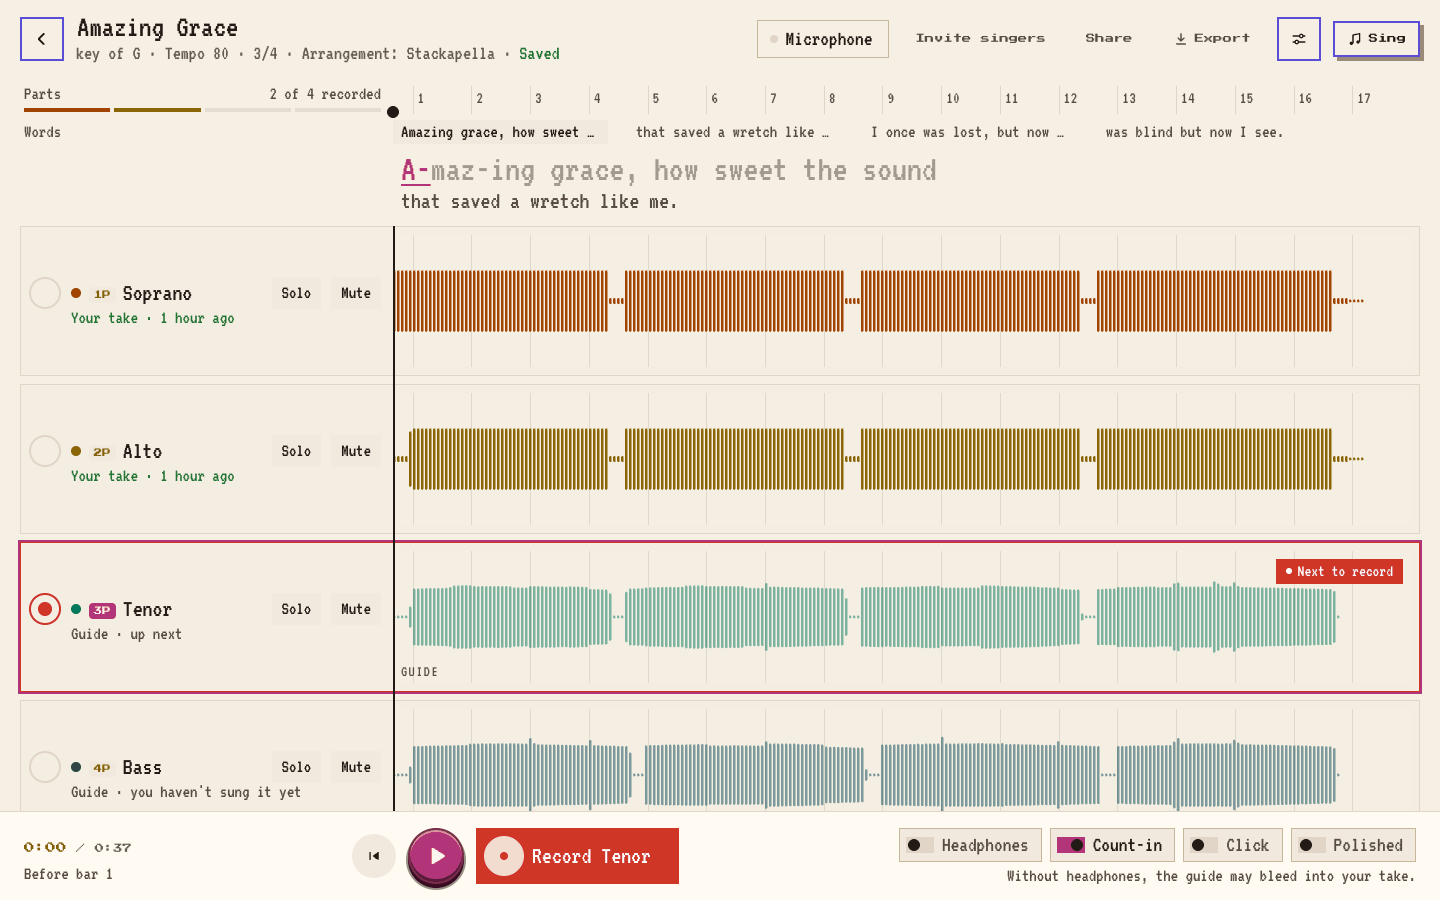 Amazing Grace
key of G · Tempo 80 · 3/4 · Arrangement: Stackapella · Saved
Microphone
Invite singers
Share
Export
Sing
Parts
2 of 4 recorded
1 2 3 4 5 6 7 8 9 10 11 12 13 14 15 16 17
Words
Amazing grace, how sweet …
that saved a wretch like …
I once was lost, but now …
was blind but now I see.
A-maz-ing grace, how sweet the sound
that saved a wretch like me.
1P Soprano
Solo
Mute
Your take · 1 hour ago
2P Alto
Solo
Mute
Your take · 1 hour ago
Next to record
3P Tenor
Solo
Mute
Guide · up next
GUIDE
4P Bass
Solo
Mute
Guide · you haven't sung it yet
0:00 / 0:37
Before bar 1
Record Tenor
Headphones
Count-in
Click
Polished
Without headphones, the guide may bleed into your take.